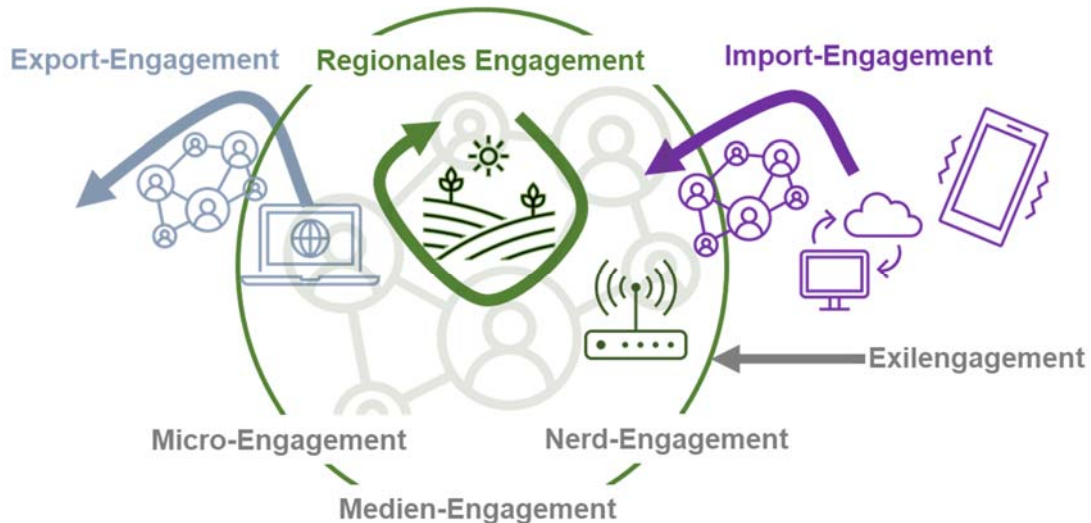 Export-Engagement
Regionales Engagement
Import-Engagement
Exilengagement
Micro-Engagement
Nerd-Engagement
Medien-Engagement